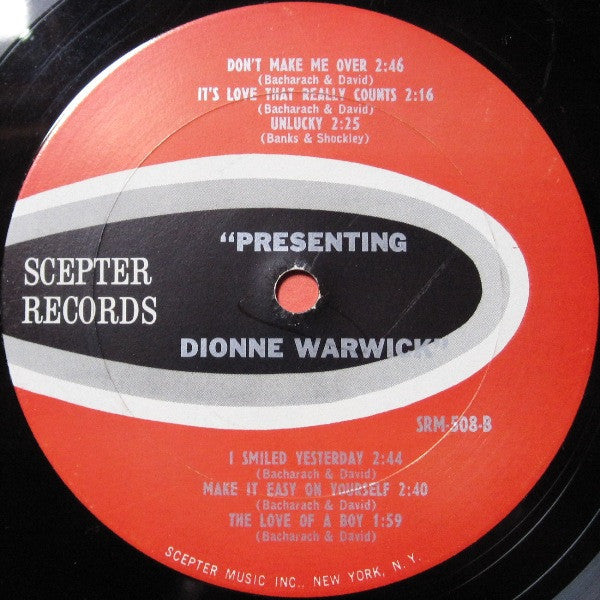 DON'T MAKE ME OVER 2:46
(Bacharach & David)
IT'S LOVE THAT REALLY COUNTS 2:16
(Bacharach & David)
UNLUCKY 2:25
(Banks & Shockley)
SCEPTER
RECORDS
"PRESENTING
DIONNE WARWICK"
SRM-508-B
I SMILED YESTERDAY 2:44
(Bacharach & David)
MAKE IT EASY ON YOURSELF 2:40
(Bacharach & David)
THE LOVE OF A BOY 1:59
(Bacharach & David)
SCEPTER MUSIC INC., NEW YORK, N.Y.